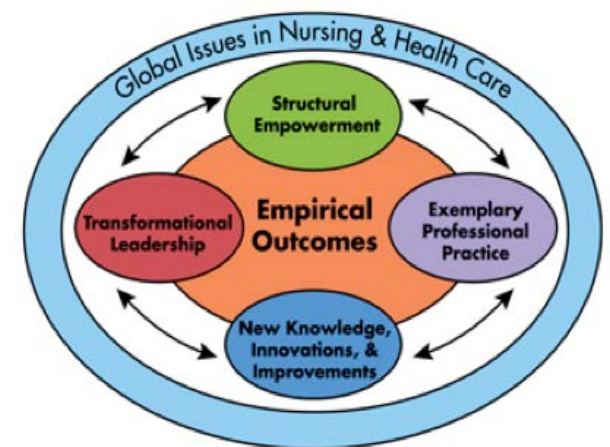 Global Issues in Nursing & Health Care
Structural
Empowerment
Transformational
Leadership
Empirical
Outcomes
Exemplary
Professional
Practice
New Knowledge,
Innovations, &
Improvements